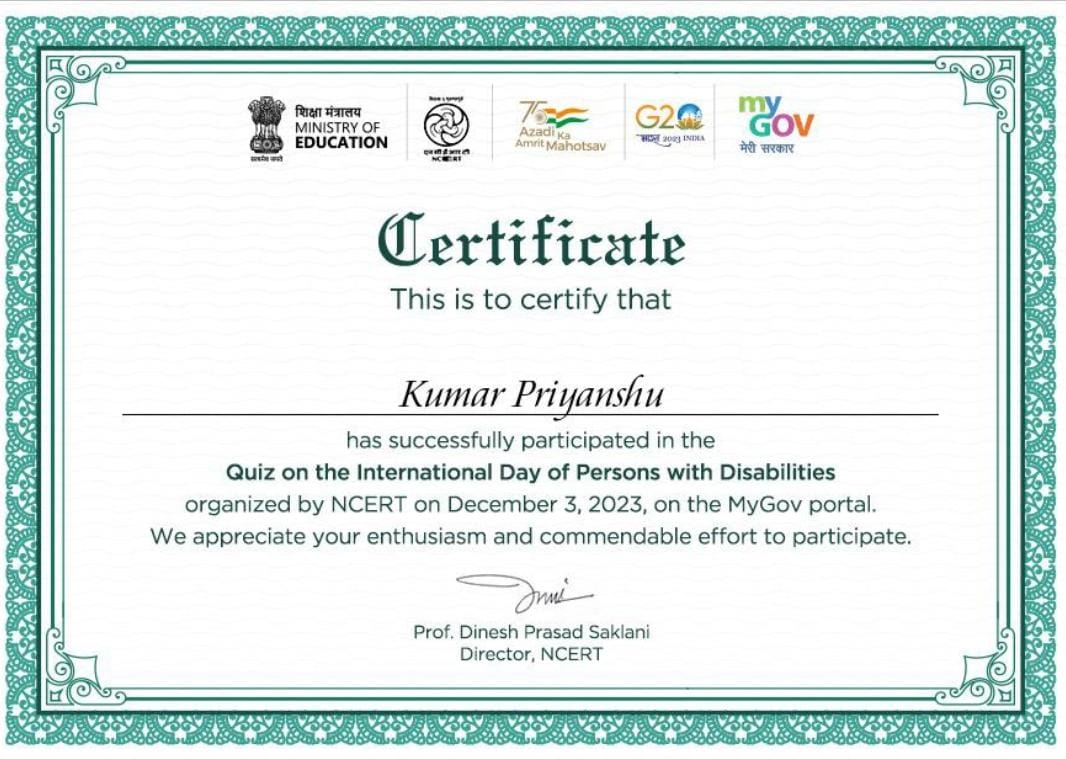 शिक्षा मंत्रालय
MINISTRY OF
EDUCATION
सत्यमेव जयते
एन सी ई आर टी
NCERT
75
Azadi Ka
Amrit Mahotsav
G20
भारत 2023 INDIA
my
GOV
मेरी सरकार
Certificate
This is to certify that
Kumar Priyanshu
has successfully participated in the
Quiz on the International Day of Persons with Disabilities
organized by NCERT on December 3, 2023, on the MyGov portal.
We appreciate your enthusiasm and commendable effort to participate.
Prof. Dinesh Prasad Saklani
Director, NCERT